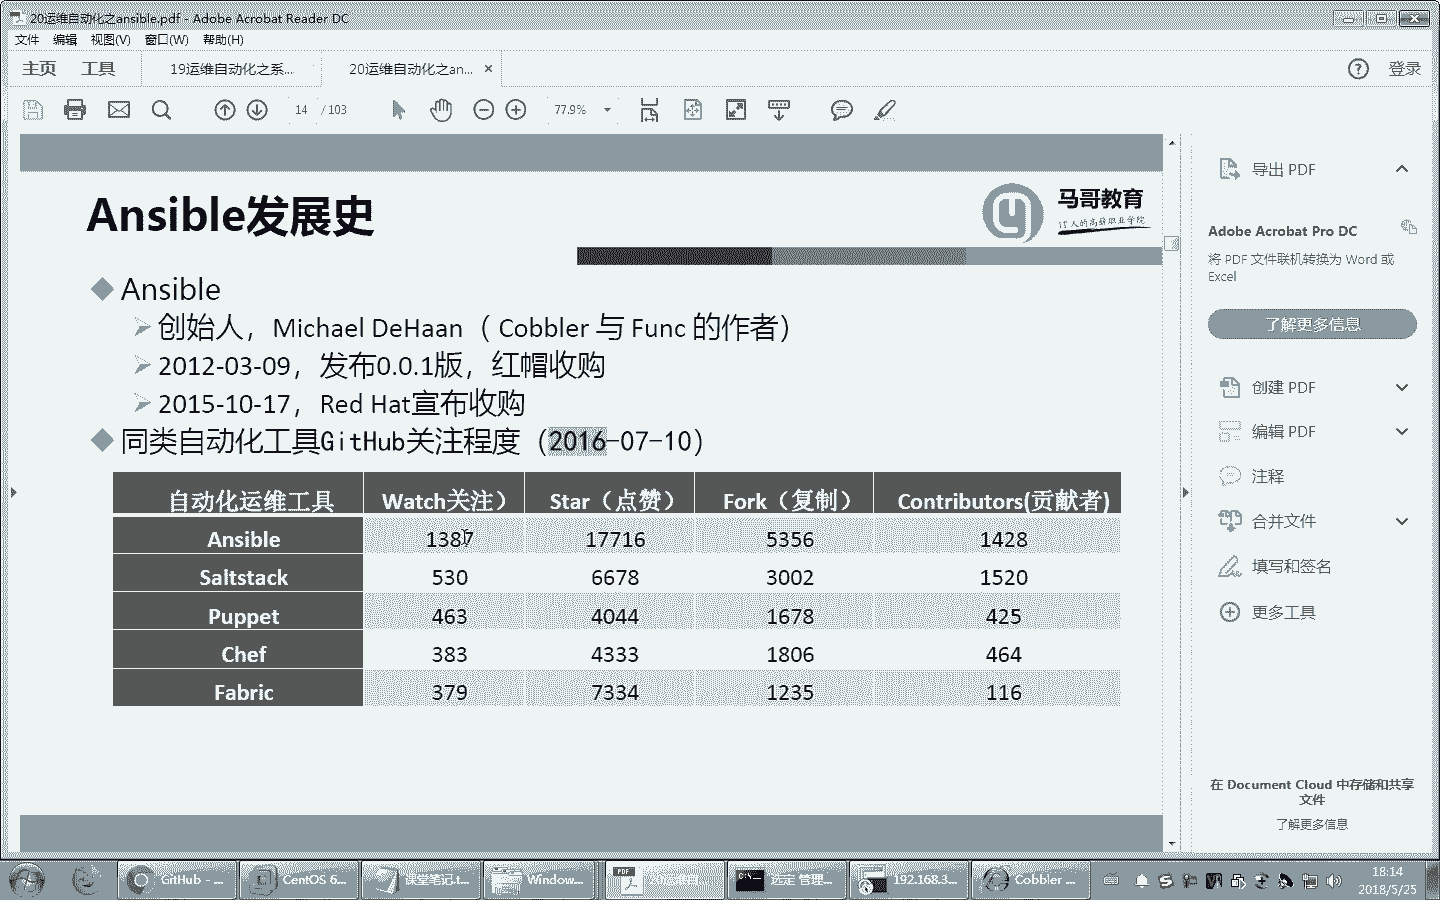 20运维自动化之ansible.pdf - Adobe Acrobat Reader DC
文件 编辑 视图(V) 窗口(W) 帮助(H)
主页 工具 19运维自动化之系... 20运维自动化之an... ×
登录
14 / 103 77.9%
Ansible发展史
马哥教育
IT人的高薪职业学院
Ansible
创始人，Michael DeHaan（ Cobbler 与 Func 的作者）
2012-03-09，发布0.0.1版，红帽收购
2015-10-17，Red Hat宣布收购
同类自动化工具GitHub关注程度（2016-07-10）
自动化运维工具 Watch关注） Star（点赞） Fork（复制） Contributors(贡献者)
Ansible 1387 17716 5356 1428
Saltstack 530 6678 3002 1520
Puppet 463 4044 1678 425
Chef 383 4333 1806 464
Fabric 379 7334 1235 116
导出 PDF
Adobe Acrobat Pro DC
将 PDF 文件联机转换为 Word 或
Excel
了解更多信息
创建 PDF
编辑 PDF
注释
合并文件
填写和签名
更多工具
在 Document Cloud 中存储和共享
文件
了解更多信息
GitHub - ... CentOS 6... 课堂笔记.t... Window... 20运维自... 选定 管理... 192.168.3... Cobbler ...
18:14
2018/5/25